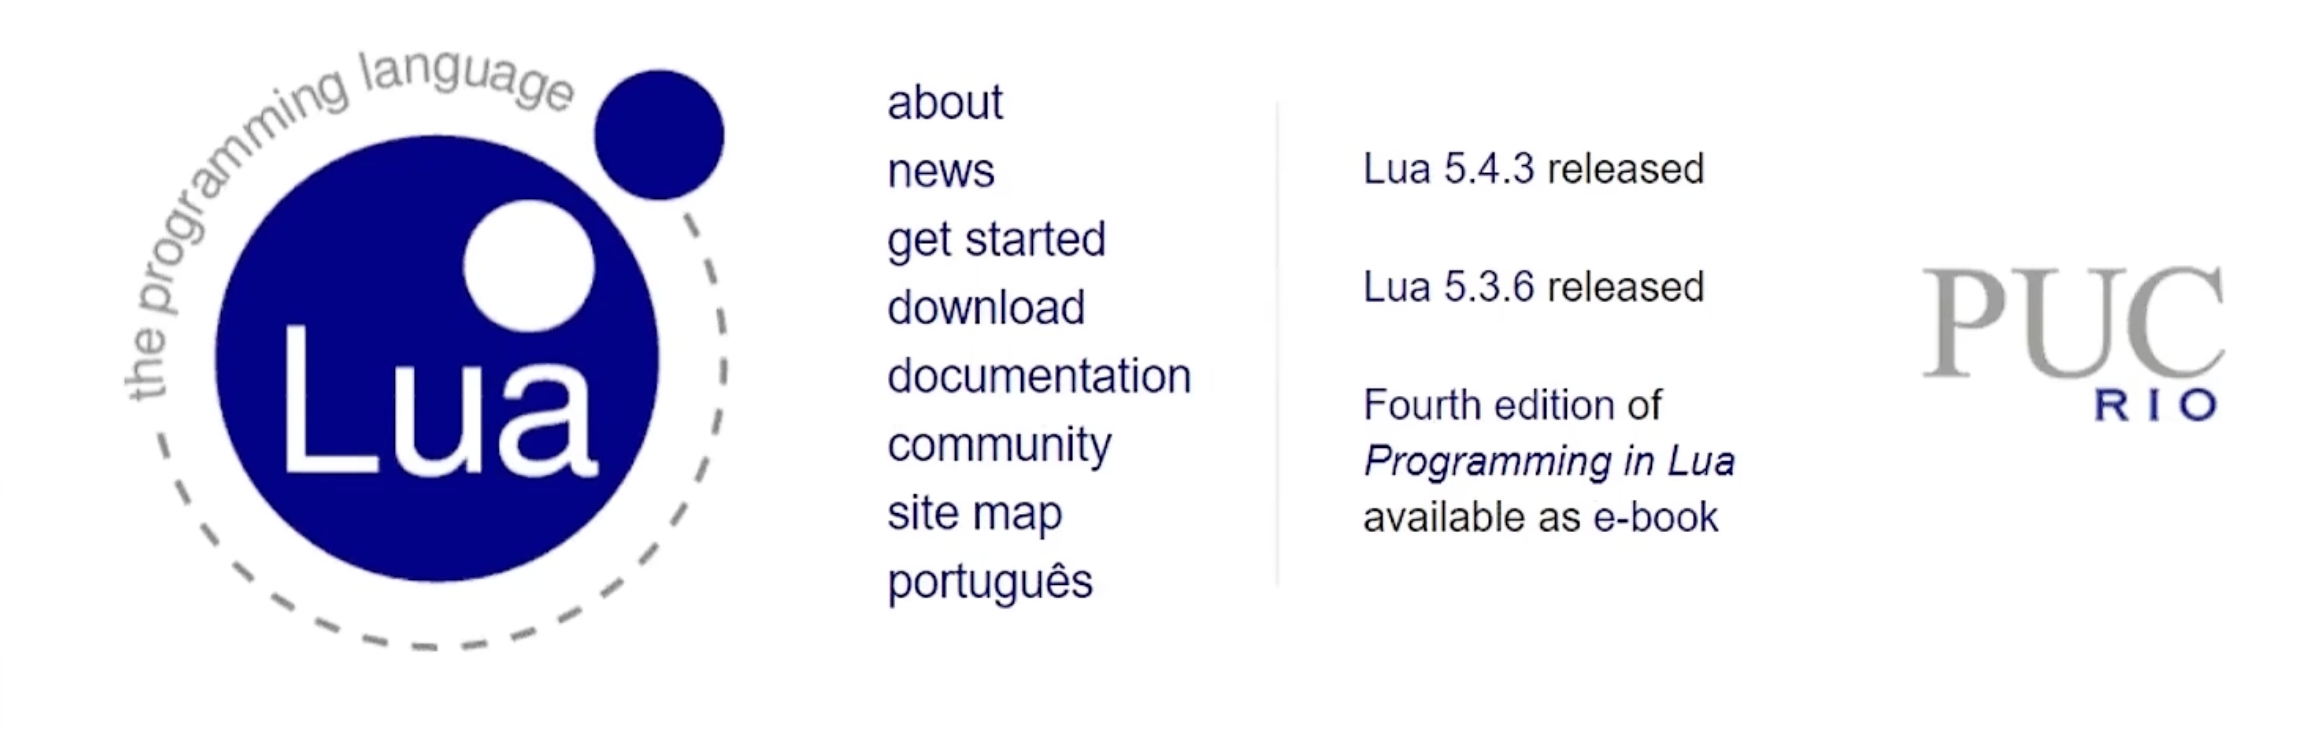 the programming language
Lua
about
news
get started
download
documentation
community
site map
português
Lua 5.4.3 released
Lua 5.3.6 released
Fourth edition of
Programming in Lua
available as e-book
PUC
RIO